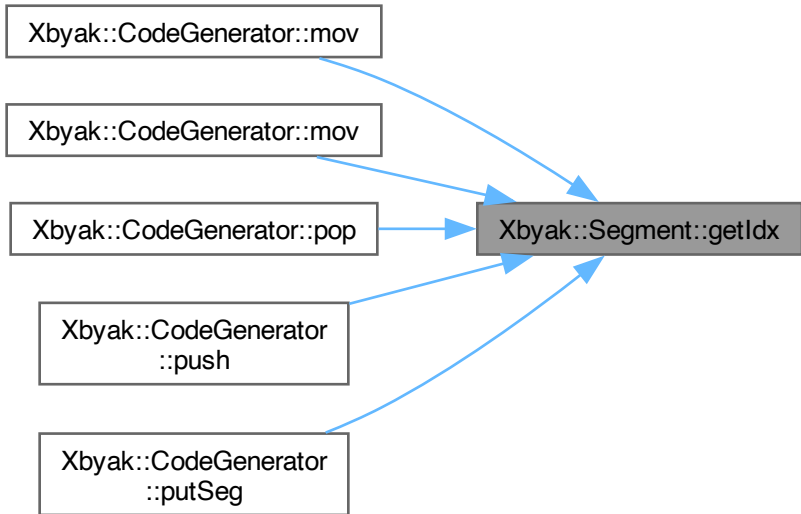 Xbyak::CodeGenerator::mov
Xbyak::CodeGenerator::mov
Xbyak::CodeGenerator::pop
Xbyak::Segment::getIdx
Xbyak::CodeGenerator
::push
Xbyak::CodeGenerator
::putSeg